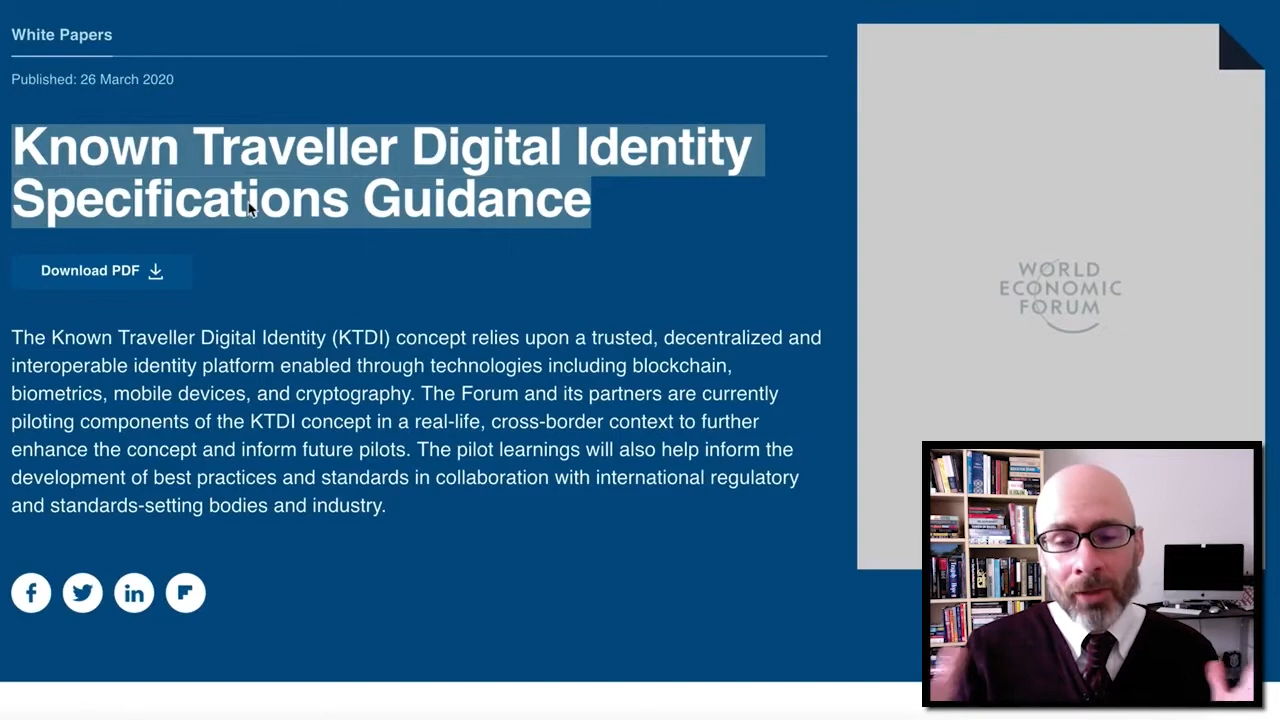 White Papers
Published: 26 March 2020
Known Traveller Digital Identity
Specifications Guidance
Download PDF
The Known Traveller Digital Identity (KTDI) concept relies upon a trusted, decentralized and
interoperable identity platform enabled through technologies including blockchain,
biometrics, mobile devices, and cryptography. The Forum and its partners are currently
piloting components of the KTDI concept in a real-life, cross-border context to further
enhance the concept and inform future pilots. The pilot learnings will also help inform the
development of best practices and standards in collaboration with international regulatory
and standards-setting bodies and industry.
WORLD
ECONOMIC
FORUM